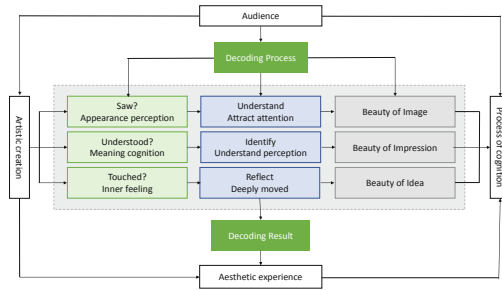 Audience
Decoding Process
Artistic creation
Saw?
Appearance perception
Understand
Attract attention
Beauty of Image
Understood?
Meaning cognition
Identify
Understand perception
Beauty of Impression
Touched?
Inner feeling
Reflect
Deeply moved
Beauty of Idea
Process of cognition
Decoding Result
Aesthetic experience